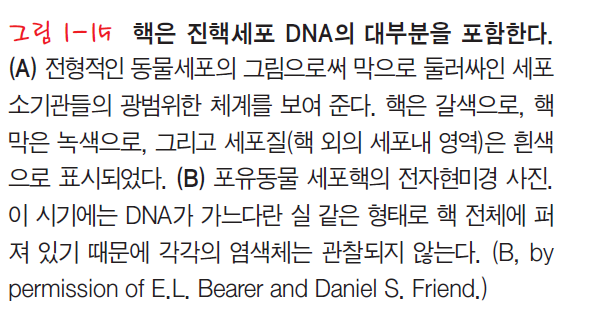 그림 1-15 핵은 진핵세포 DNA의 대부분을 포함한다.
(A) 전형적인 동물세포의 그림으로써 막으로 둘러싸인 세포
소기관들의 광범위한 체계를 보여 준다. 핵은 갈색으로, 핵
막은 녹색으로, 그리고 세포질(핵 외의 세포내 영역)은 흰색
으로 표시되었다. (B) 포유동물 세포핵의 전자현미경 사진.
이 시기에는 DNA가 가느다란 실 같은 형태로 핵 전체에 퍼
져 있기 때문에 각각의 염색체는 관찰되지 않는다. (B, by
permission of E.L. Bearer and Daniel S. Friend.)